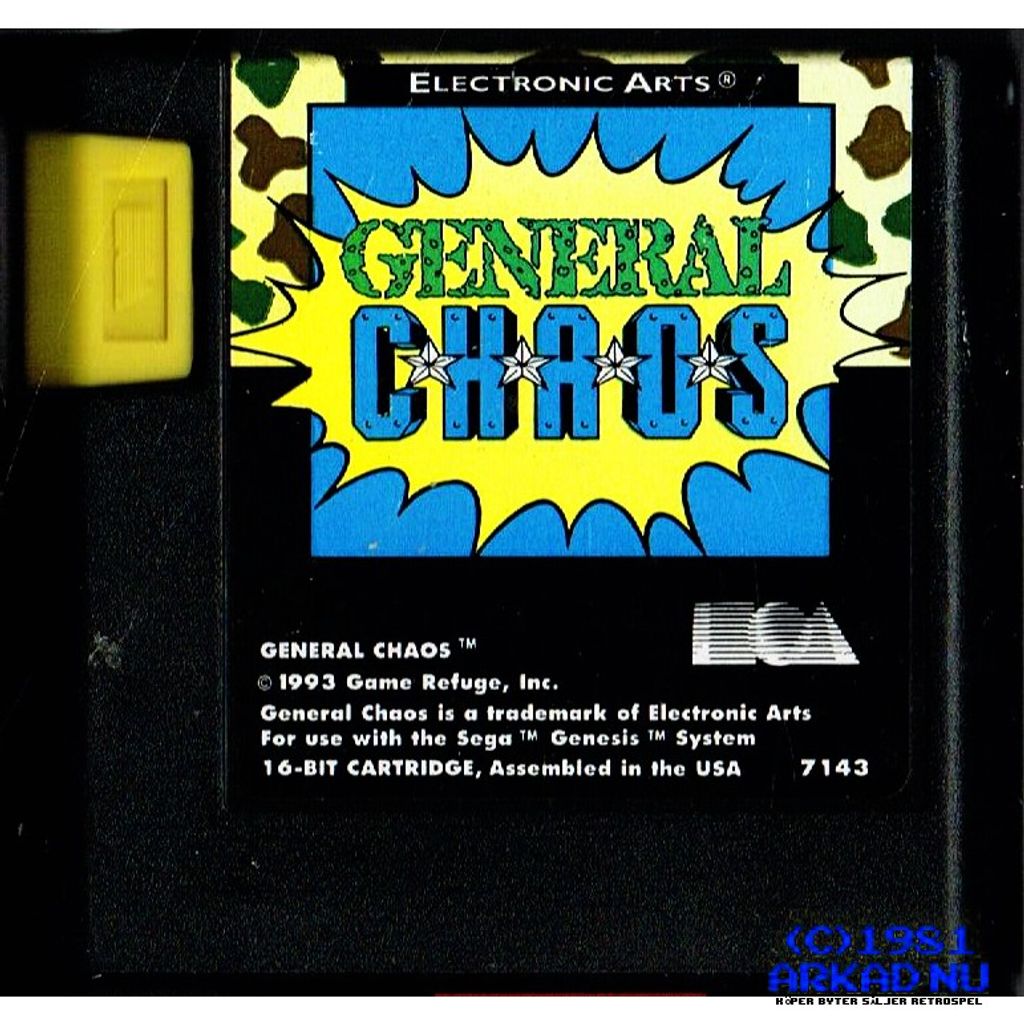 ELECTRONIC ARTS®
GENERAL
CHAOS
EA
GENERAL CHAOS™
© 1993 Game Refuge, Inc.
General Chaos is a trademark of Electronic Arts
For use with the Sega™ Genesis™ System
16-BIT CARTRIDGE, Assembled in the USA 7143
(C)1981
ARKAD NU
KÖPER BYTER SÄLJER RETROSPEL